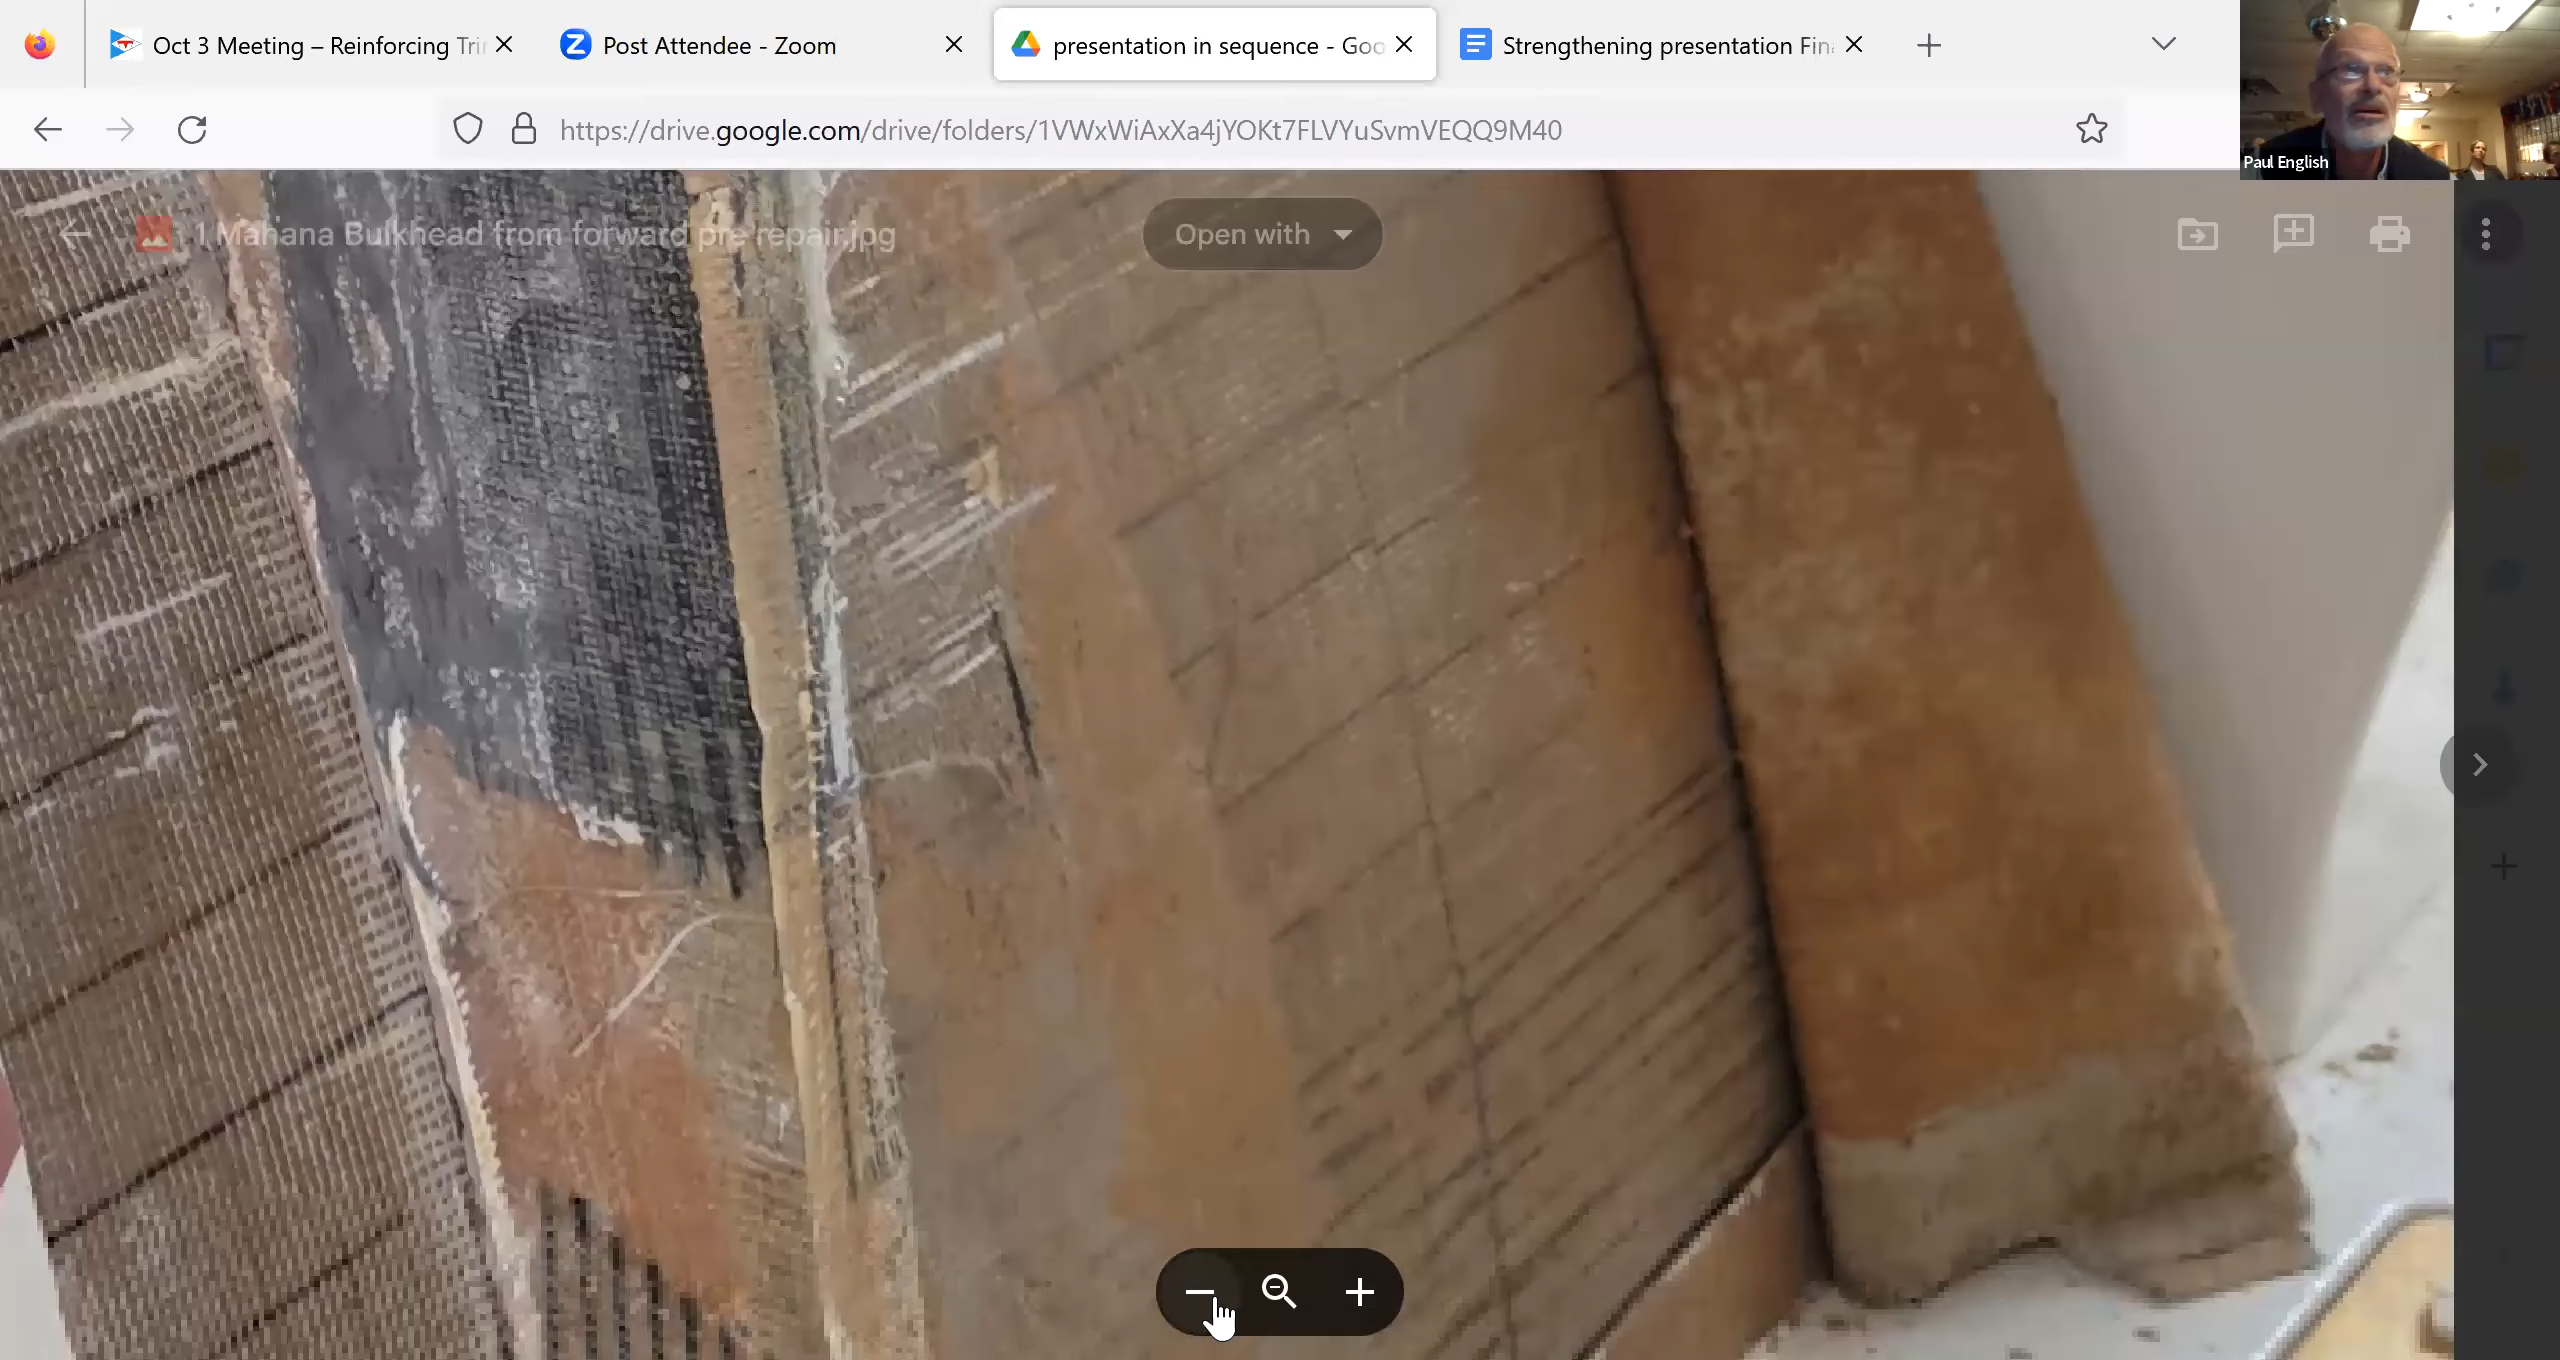 Oct 3 Meeting – Reinforcing Tri
Post Attendee - Zoom
presentation in sequence - Goo
Strengthening presentation Fin
https://drive.google.com/drive/folders/1VWxWiAxXa4jYOKt7FLVYuSvmVEQQ9M40
Paul English
1 Mahana Bulkhead from forward pre repair.jpg
Open with